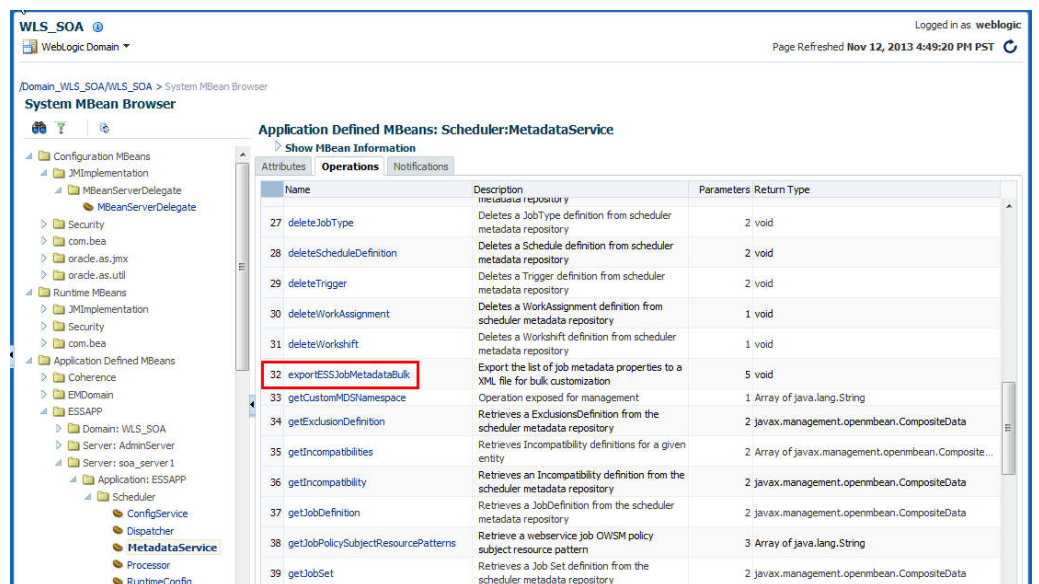 WLS_SOA
Logged in as weblogic
WebLogic Domain
Page Refreshed Nov 12, 2013 4:49:20 PM PST
/Domain_WLS_SOA/WLS_SOA > System MBean Browser
System MBean Browser
Configuration MBeans
JMImplementation
MBeanServerDelegate
MBeanServerDelegate
Security
com.bea
oracle.as.jmx
oracle.as.util
Runtime MBeans
JMImplementation
Security
com.bea
Application Defined MBeans
Coherence
EMDomain
ESSAPP
Domain: WLS_SOA
Server: AdminServer
Server: soa_server1
Application: ESSAPP
Scheduler
ConfigService
Dispatcher
MetadataService
Processor
RuntimeConfig
Application Defined MBeans: Scheduler:MetadataService
Show MBean Information
Attributes Operations Notifications
Name Description Parameters Return Type
metadata repository
27 deleteJobType Deletes a JobType definition from scheduler metadata repository 2 void
28 deleteScheduleDefinition Deletes a Schedule definition from scheduler metadata repository 2 void
29 deleteTrigger Deletes a Trigger definition from scheduler metadata repository 2 void
30 deleteWorkAssignment Deletes a WorkAssignment definition from scheduler metadata repository 1 void
31 deleteWorkshift Deletes a Workshift definition from scheduler metadata repository 1 void
32 exportESSJobMetadataBulk Export the list of job metadata properties to a XML file for bulk customization 5 void
33 getCustomMDSNamespace Operation exposed for management 1 Array of java.lang.String
34 getExclusionDefinition Retrieves a ExclusionsDefinition from the scheduler metadata repository 2 javax.management.openmbean.CompositeData
35 getIncompatibilities Retrieves Incompatibility definitions for a given entity 2 Array of javax.management.openmbean.Composite...
36 getIncompatibility Retrieves an Incompatibility definition from the scheduler metadata repository 2 javax.management.openmbean.CompositeData
37 getJobDefinition Retrieves a JobDefinition from the scheduler metadata repository 2 javax.management.openmbean.CompositeData
38 getJobPolicySubjectResourcePatterns Retrieve a webservice job OWSM policy subject resource pattern 3 Array of java.lang.String
39 getJobSet Retrieves a Job Set definition from the scheduler metadata repository 2 javax.management.openmbean.CompositeData